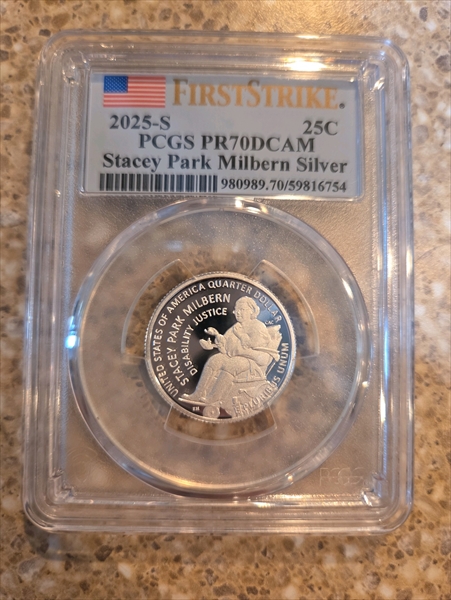 FIRSTSTRIKE®
2025-S 25C
PCGS PR70DCAM
Stacey Park Milbern Silver
980989.70/59816754
UNITED STATES OF AMERICA QUARTER DOLLAR
STACEY PARK MILBERN
DISABILITY JUSTICE
E PLURIBUS UNUM
PCGS